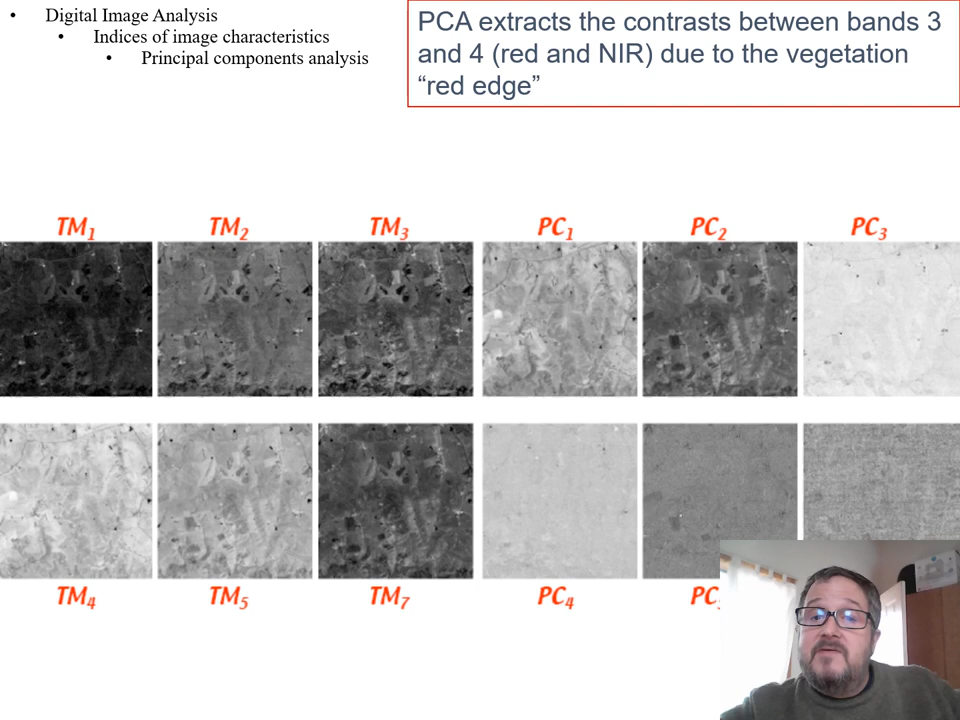 • Digital Image Analysis
• Indices of image characteristics
• Principal components analysis
PCA extracts the contrasts between bands 3
and 4 (red and NIR) due to the vegetation
“red edge”
TM1 TM2 TM3 PC1 PC2 PC3
TM4 TM5 TM7 PC4